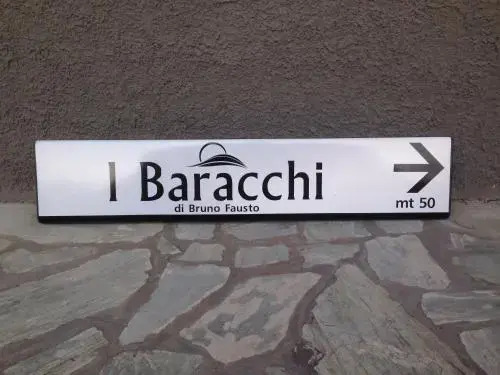 I Baracchi
di Bruno Fausto
mt 50